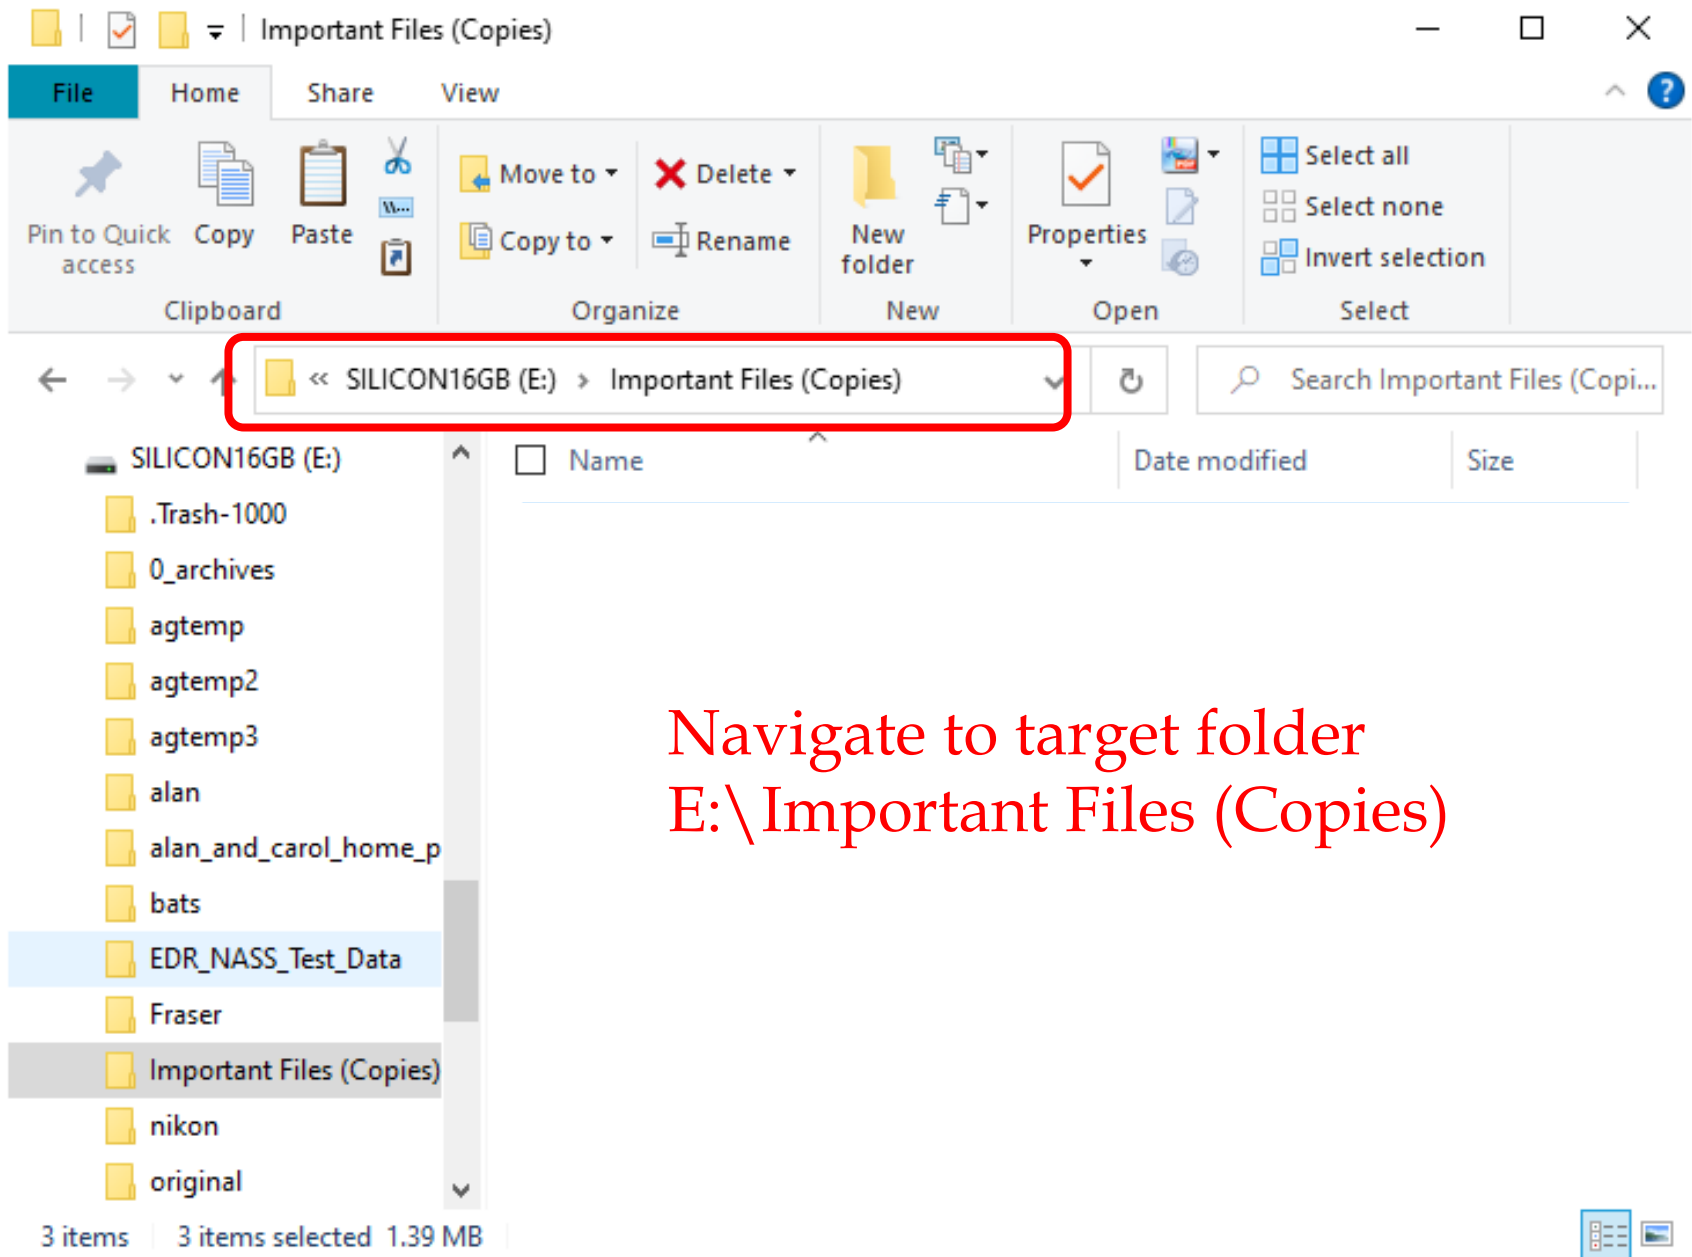 Important Files (Copies)
File Home Share View
?
Pin to Quick access
Copy
Paste
W...
Clipboard
Move to
Copy to
Delete
Rename
Organize
New folder
New
Properties
PDF
Open
Select all
Select none
Invert selection
Select
« SILICON16GB (E:) › Important Files (Copies)
Search Important Files (Copi...
Name Date modified Size
SILICON16GB (E:)
.Trash-1000
0_archives
agtemp
agtemp2
agtemp3
alan
alan_and_carol_home_p
bats
EDR_NASS_Test_Data
Fraser
Important Files (Copies)
nikon
original
Navigate to target folder
E:\Important Files (Copies)
3 items 3 items selected 1.39 MB